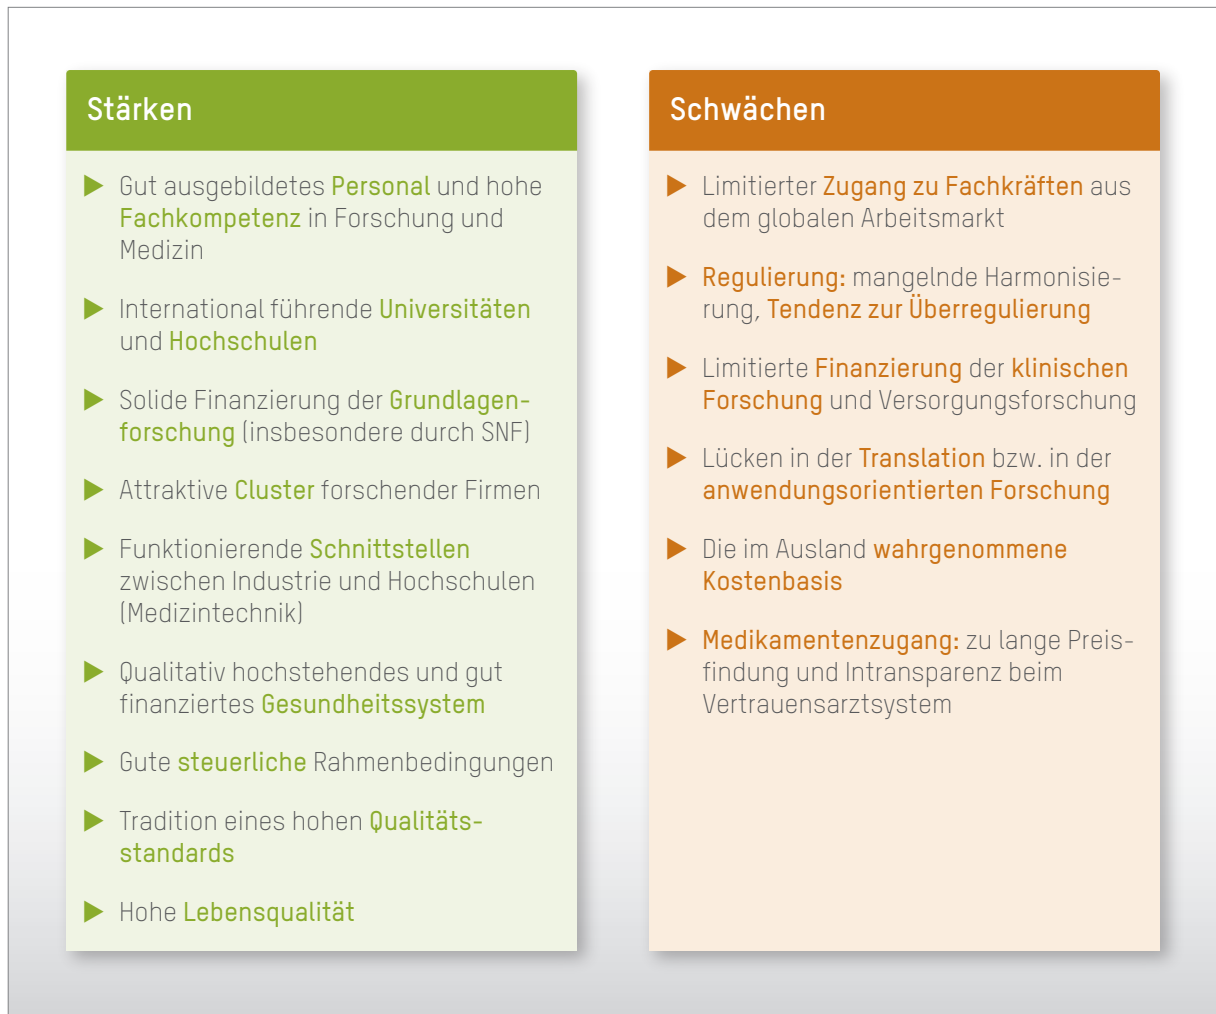 Stärken
Gut ausgebildetes Personal und hohe
Fachkompetenz in Forschung und
Medizin
International führende Universitäten
und Hochschulen
Solide Finanzierung der Grundlagen-
forschung (insbesondere durch SNF)
Attraktive Cluster forschender Firmen
Funktionierende Schnittstellen
zwischen Industrie und Hochschulen
(Medizintechnik)
Qualitativ hochstehendes und gut
finanziertes Gesundheitssystem
Gute steuerliche Rahmenbedingungen
Tradition eines hohen Qualitäts-
standards
Hohe Lebensqualität
Schwächen
Limitierter Zugang zu Fachkräften aus
dem globalen Arbeitsmarkt
Regulierung: mangelnde Harmonisie-
rung, Tendenz zur Überregulierung
Limitierte Finanzierung der klinischen
Forschung und Versorgungsforschung
Lücken in der Translation bzw. in der
anwendungsorientierten Forschung
Die im Ausland wahrgenommene
Kostenbasis
Medikamentenzugang: zu lange Preis-
findung und Intransparenz beim
Vertrauensarztsystem